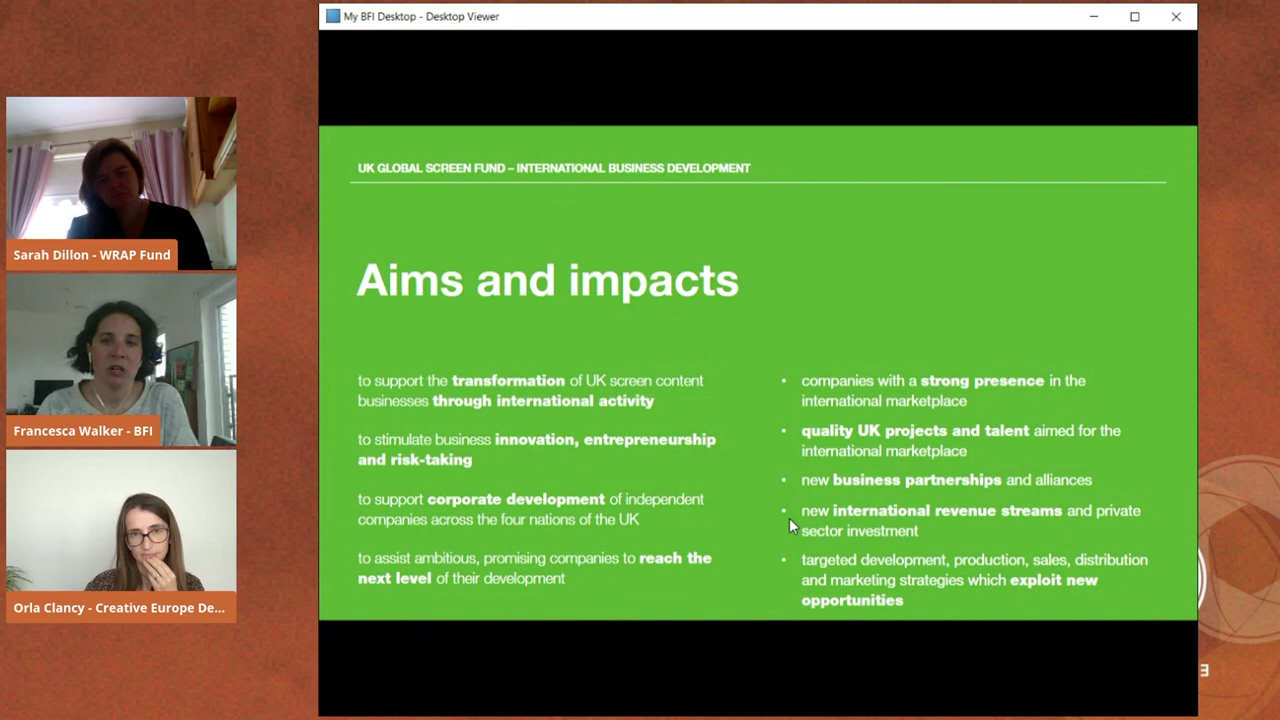 My BFI Desktop - Desktop Viewer
Sarah Dillon - WRAP Fund
Francesca Walker - BFI
Orla Clancy - Creative Europe De...
UK GLOBAL SCREEN FUND – INTERNATIONAL BUSINESS DEVELOPMENT
Aims and impacts
to support the transformation of UK screen content
businesses through international activity
to stimulate business innovation, entrepreneurship
and risk-taking
to support corporate development of independent
companies across the four nations of the UK
to assist ambitious, promising companies to reach the
next level of their development
• companies with a strong presence in the
international marketplace
• quality UK projects and talent aimed for the
international marketplace
• new business partnerships and alliances
• new international revenue streams and private
sector investment
• targeted development, production, sales, distribution
and marketing strategies which exploit new
opportunities